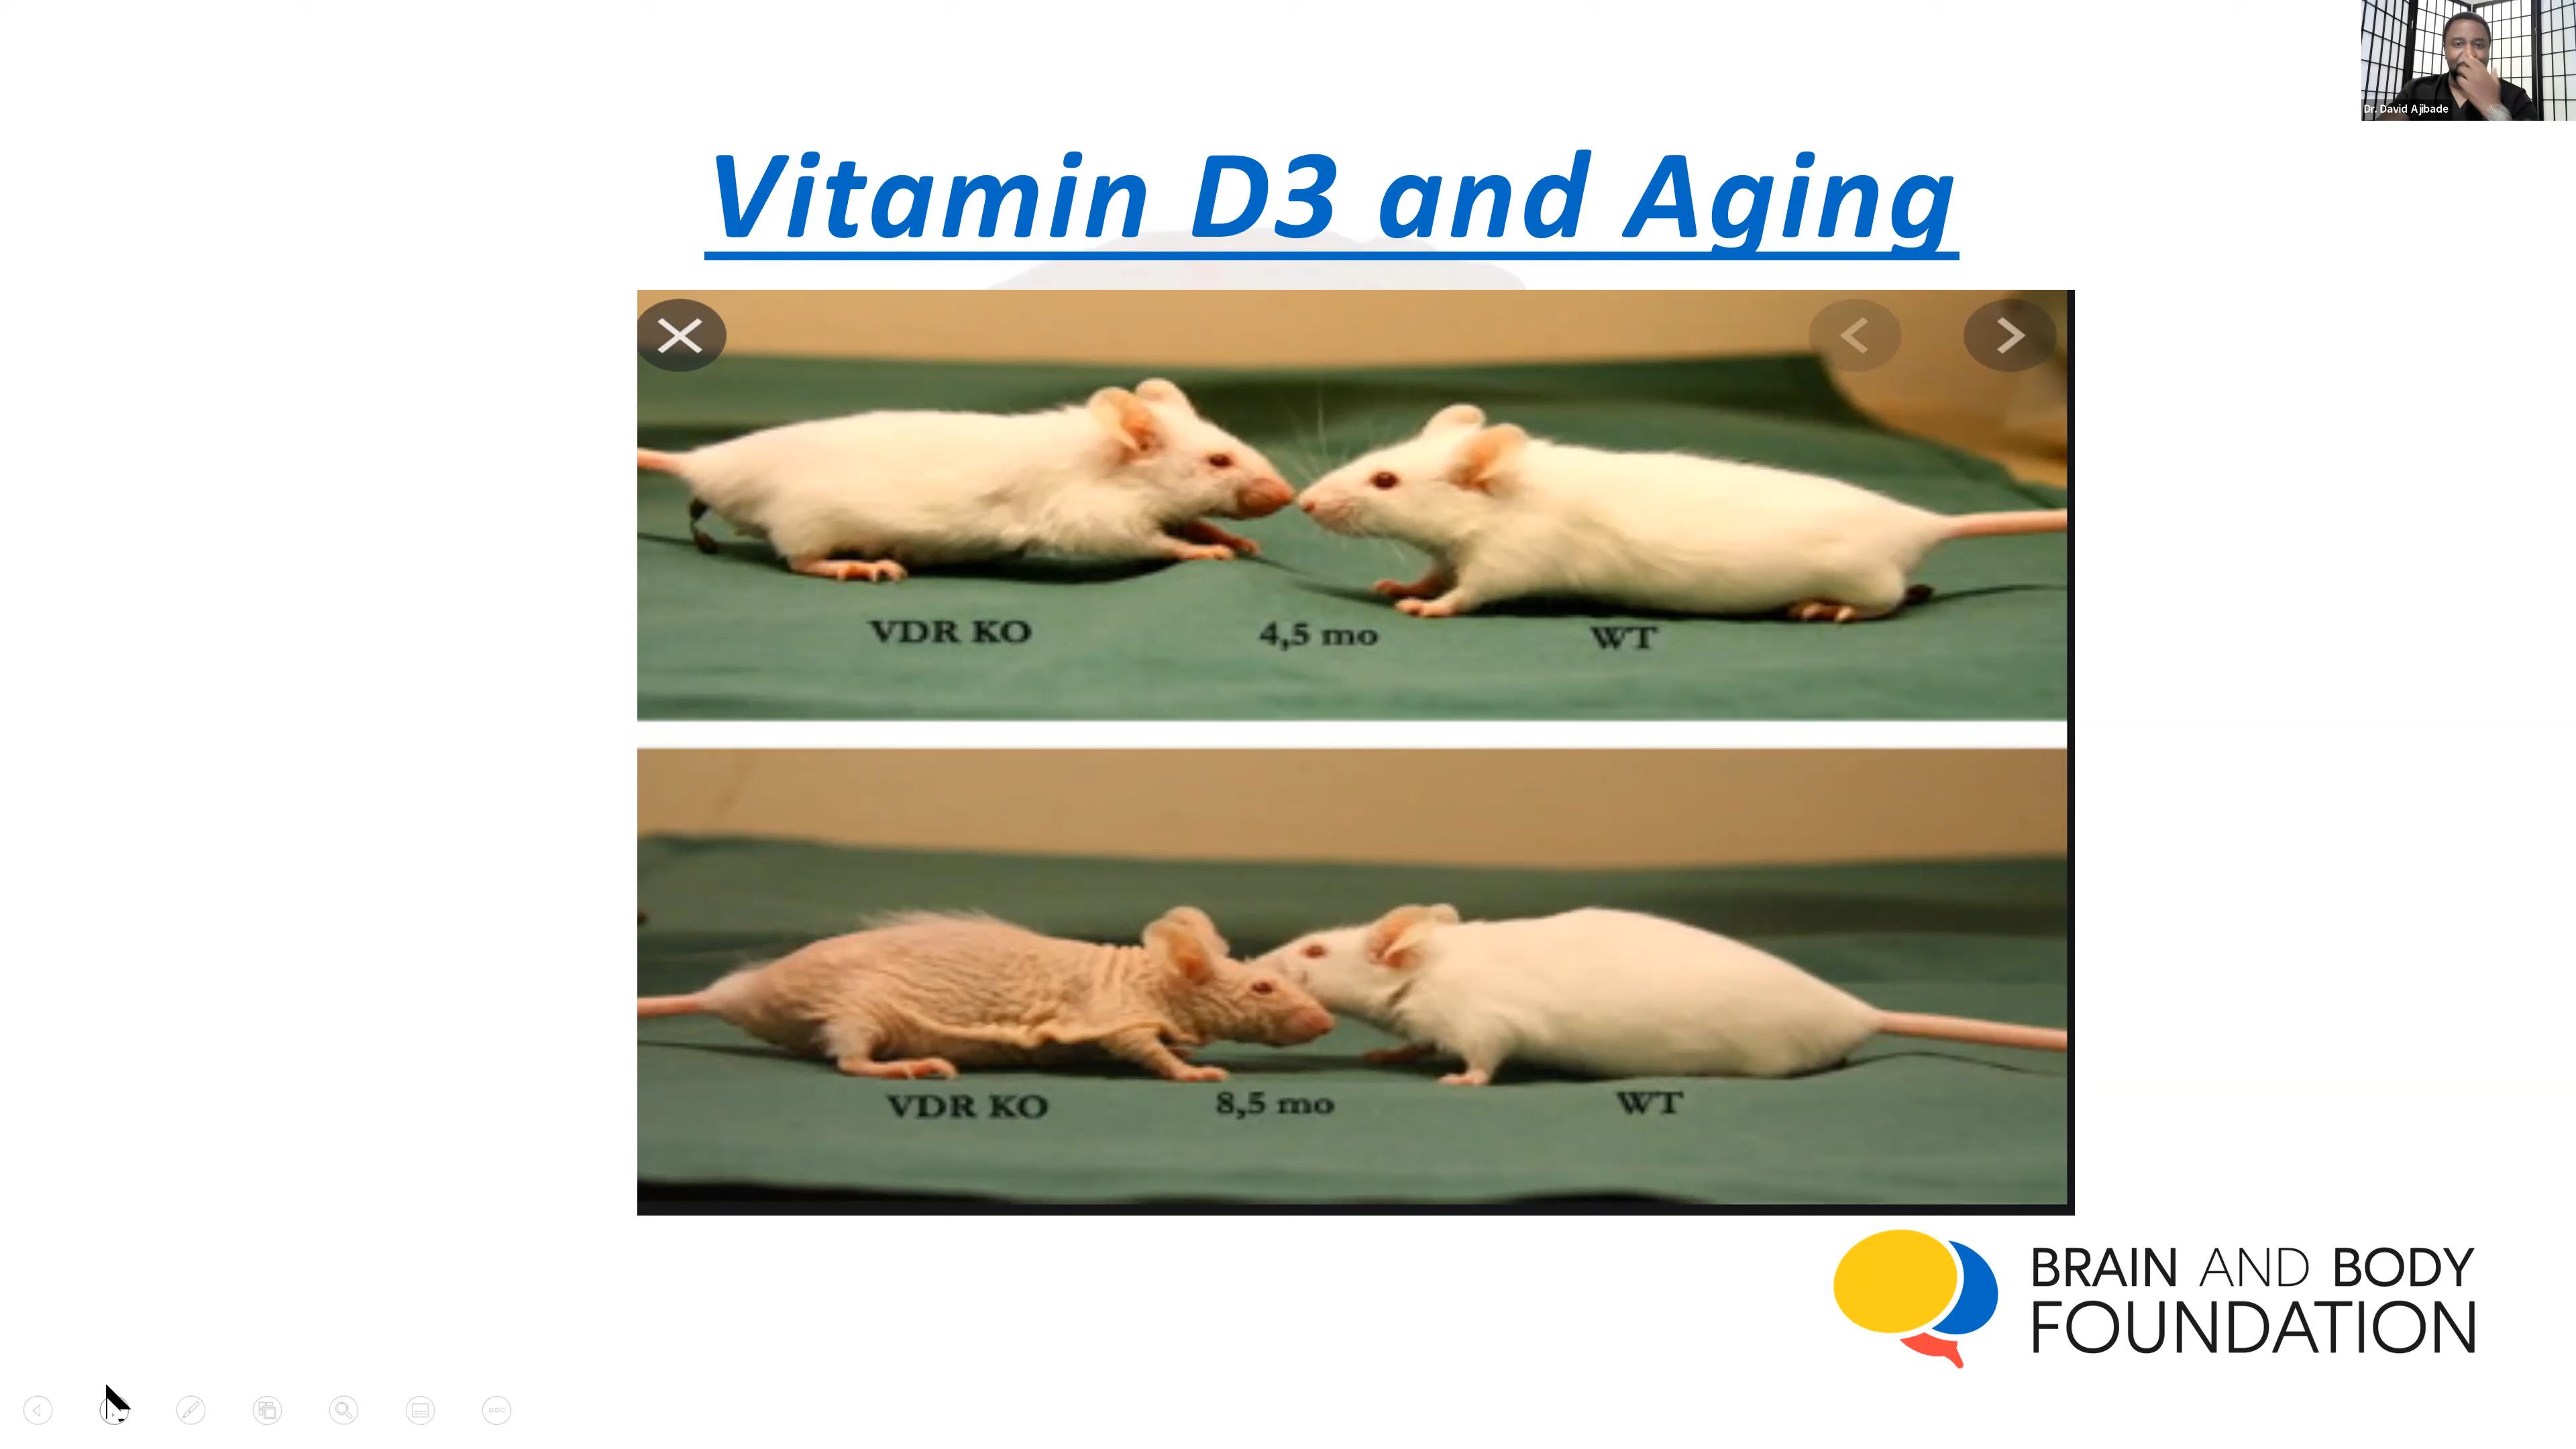 Dr. David Ajibade
Vitamin D3 and Aging
VDR KO 4,5 mo WT
VDR KO 8,5 mo WT
BRAIN AND BODY
FOUNDATION